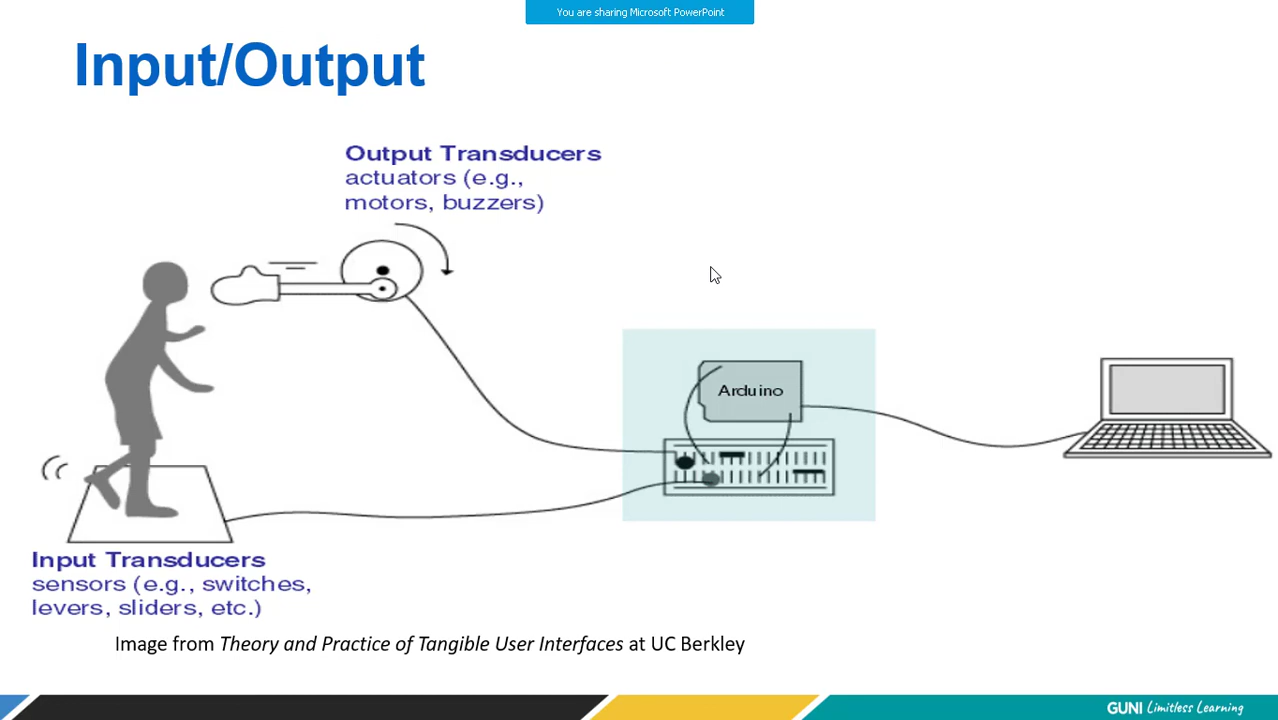 You are sharing Microsoft PowerPoint
Input/Output
Output Transducers
actuators (e.g.,
motors, buzzers)
Arduino
Input Transducers
sensors (e.g., switches,
levers, sliders, etc.)
Image from Theory and Practice of Tangible User Interfaces at UC Berkley
GUNI Limitless Learning